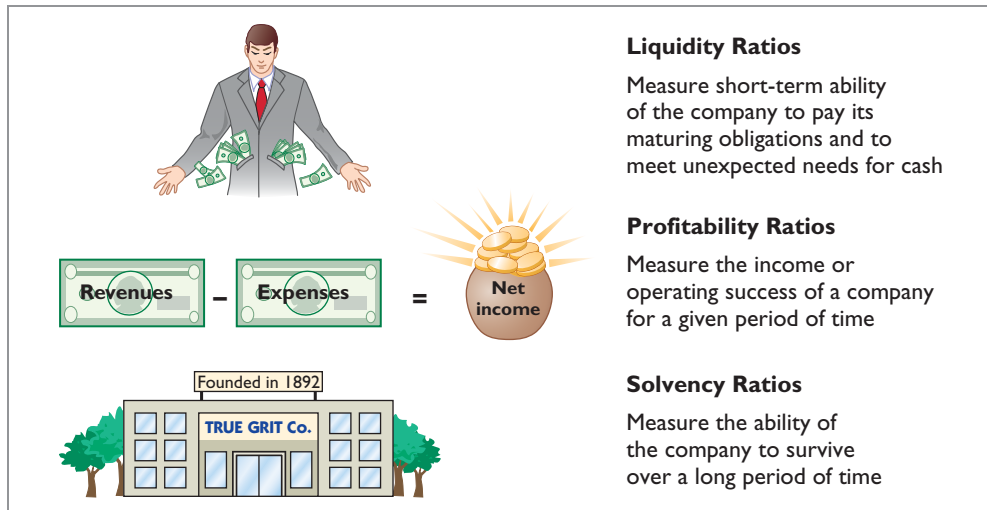 Liquidity Ratios
Measure short-term ability
of the company to pay its
maturing obligations and to
meet unexpected needs for cash
Revenues – Expenses = Net income
Profitability Ratios
Measure the income or
operating success of a company
for a given period of time
Founded in 1892
TRUE GRIT Co.
Solvency Ratios
Measure the ability of
the company to survive
over a long period of time